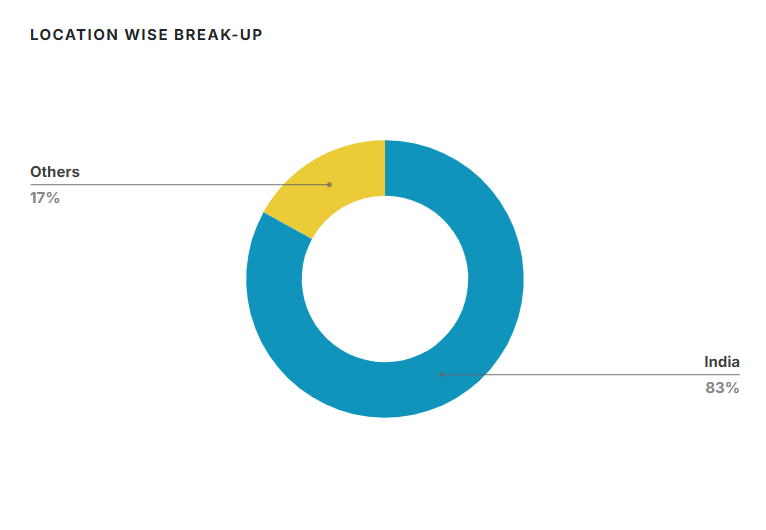 LOCATION WISE BREAK-UP
Others
17%
India
83%